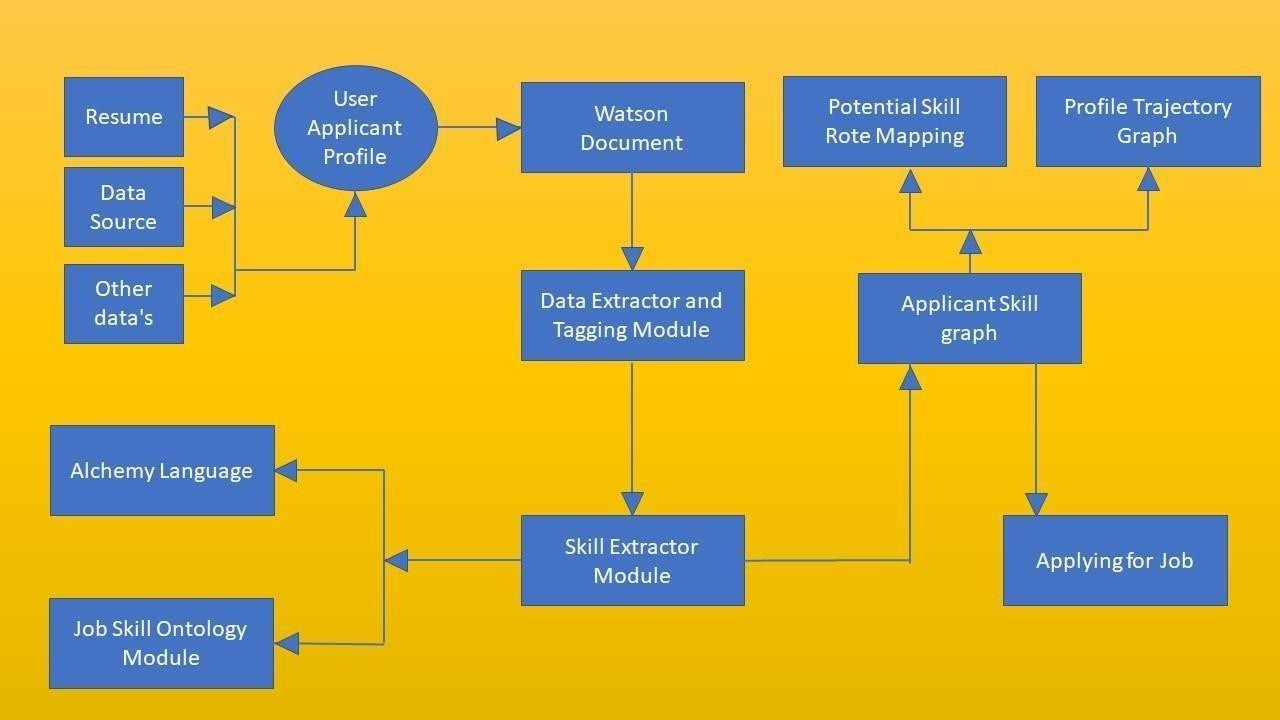 Resume
Data
Source
Other
data's
User
Applicant
Profile
Watson
Document
Potential Skill
Rote Mapping
Profile Trajectory
Graph
Data Extractor and
Tagging Module
Applicant Skill
graph
Alchemy Language
Skill Extractor
Module
Applying for Job
Job Skill Ontology
Module